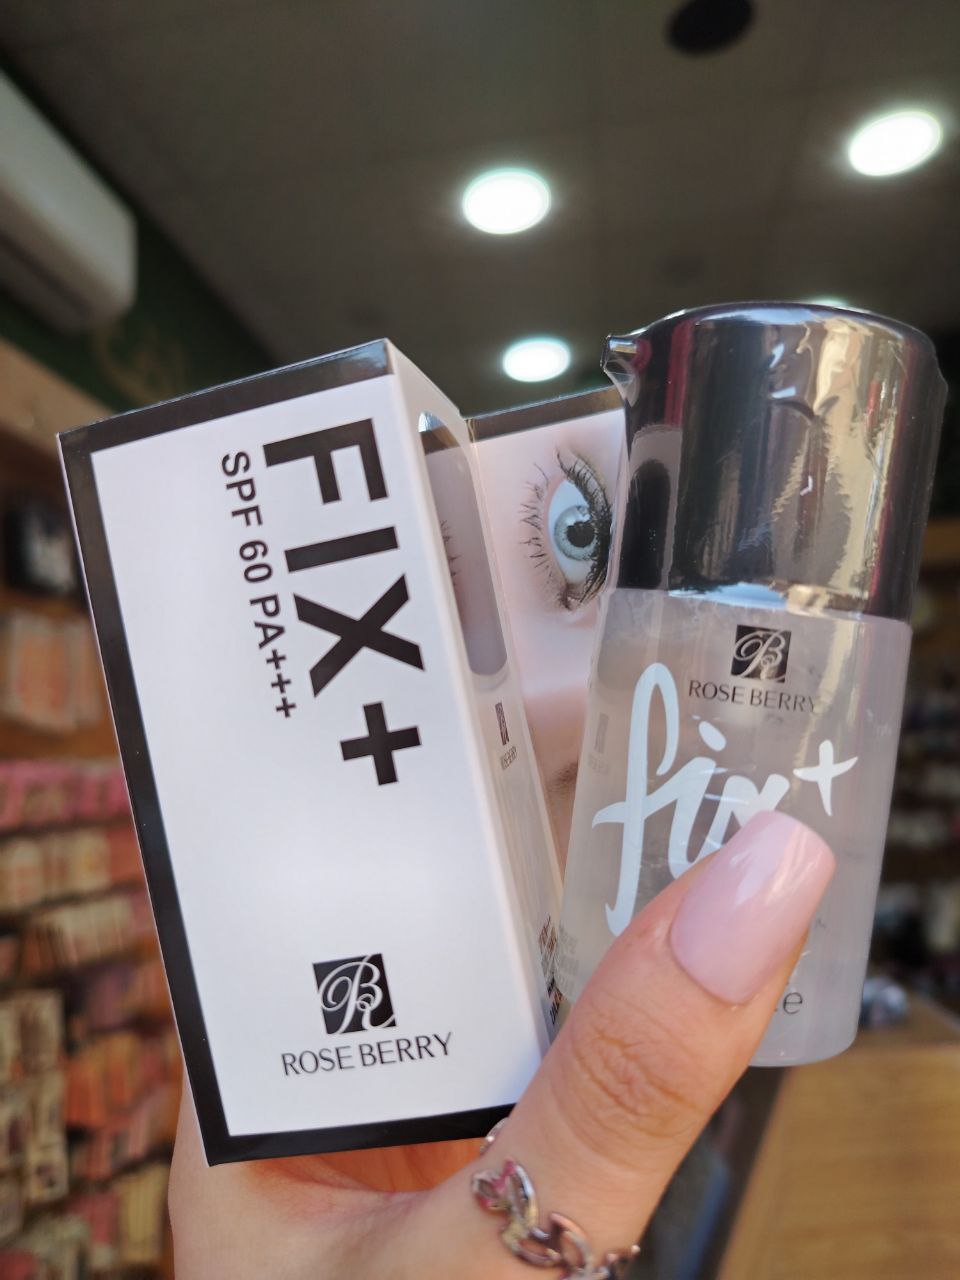 FIX+
SPF 60 PA+++
ROSE BERRY
ROSE BERRY
fix+